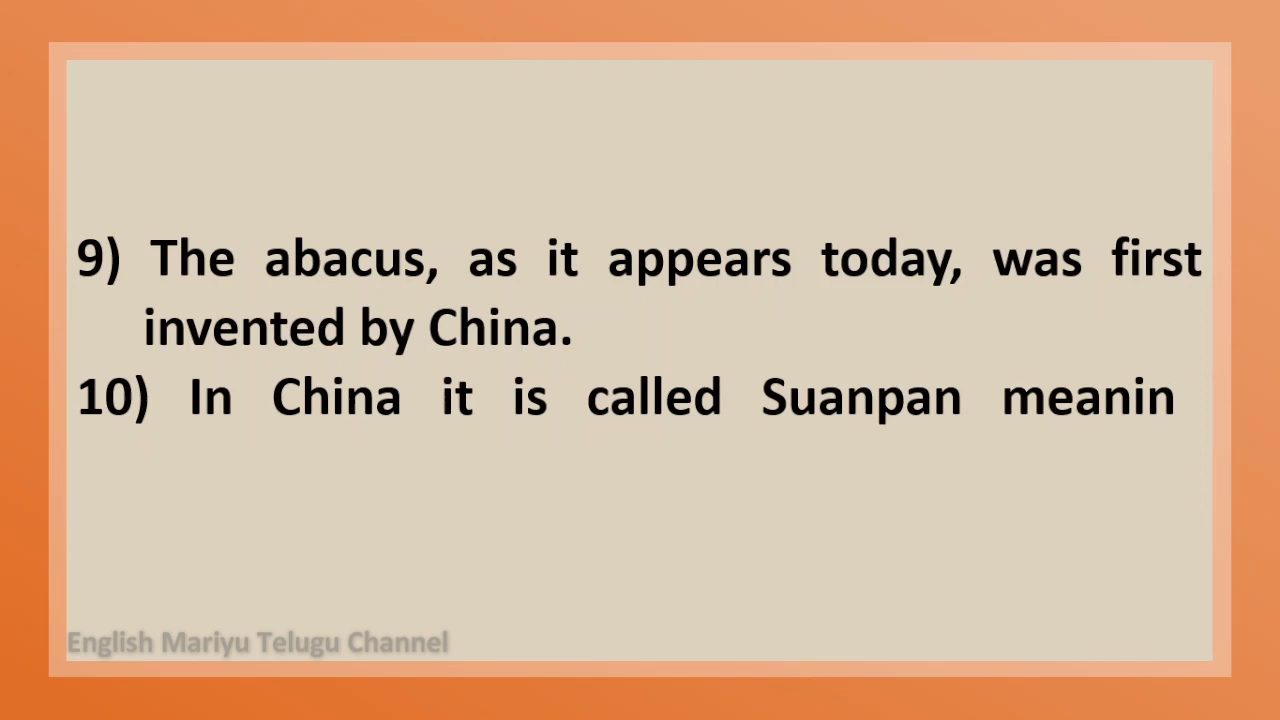 9) The abacus, as it appears today, was first
invented by China.
10) In China it is called Suanpan meanin
English Mariyu Telugu Channel